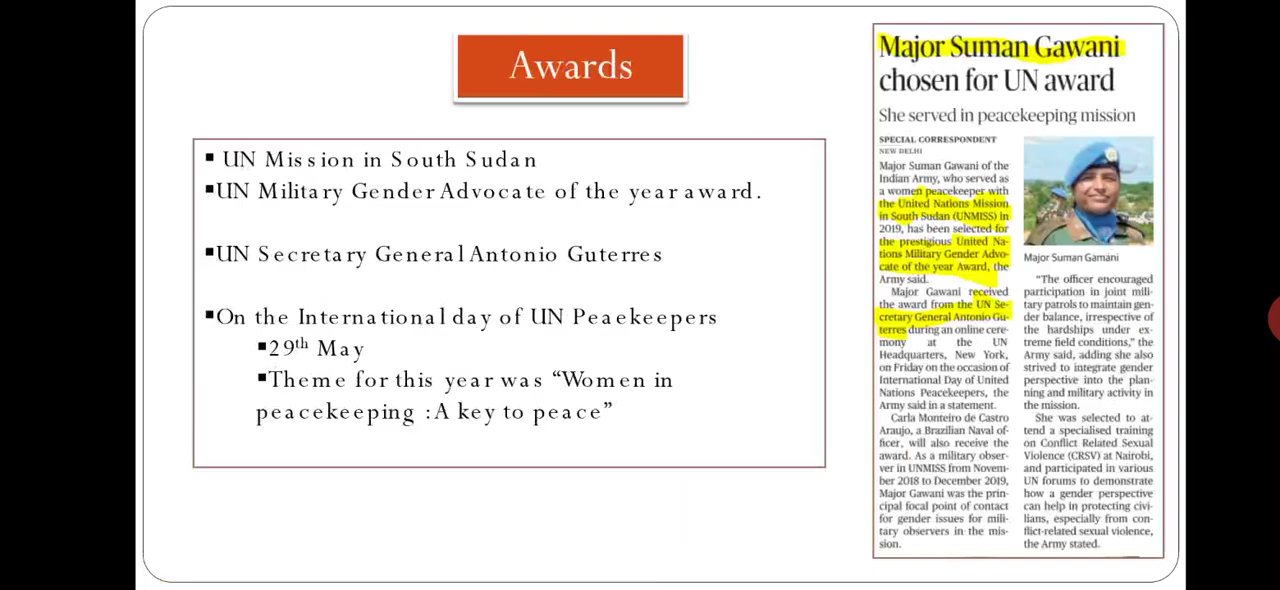 Awards
▪ UN Mission in South Sudan
▪UN Military Gender Advocate of the year award.
▪UN Secretary General Antonio Guterres
▪On the International day of UN Peaekeepers
▪29th May
▪Theme for this year was “Women in
peacekeeping : A key to peace”
Major Suman Gawani
chosen for UN award
She served in peacekeeping mission
SPECIAL CORRESPONDENT
NEW DELHI
Major Suman Gawani of the
Indian Army, who served as
a women peacekeeper with
the United Nations Mission
in South Sudan (UNMISS) in
2019, has been selected for
the prestigious United Na-
tions Military Gender Advo-
cate of the year Award, the
Army said.
Major Gawani received
the award from the UN Se-
cretary General Antonio Gu-
terres during an online cere-
mony at the UN
Headquarters, New York,
on Friday on the occasion of
International Day of United
Nations Peacekeepers, the
Army said in a statement.
Carla Monteiro de Castro
Araujo, a Brazilian Naval of-
ficer, will also receive the
award. As a military obser-
ver in UNMISS from Novem-
ber 2018 to December 2019,
Major Gawani was the prin-
cipal focal point of contact
for gender issues for mili-
tary observers in the mis-
sion.
Major Suman Gamani
“The officer encouraged
participation in joint mili-
tary patrols to maintain gen-
der balance, irrespective of
the hardships under ex-
treme field conditions,” the
Army said, adding she also
strived to integrate gender
perspective into the plan-
ning and military activity in
the mission.
She was selected to at-
tend a specialised training
on Conflict Related Sexual
Violence (CRSV) at Nairobi,
and participated in various
UN forums to demonstrate
how a gender perspective
can help in protecting civi-
lians, especially from con-
flict-related sexual violence,
the Army stated.